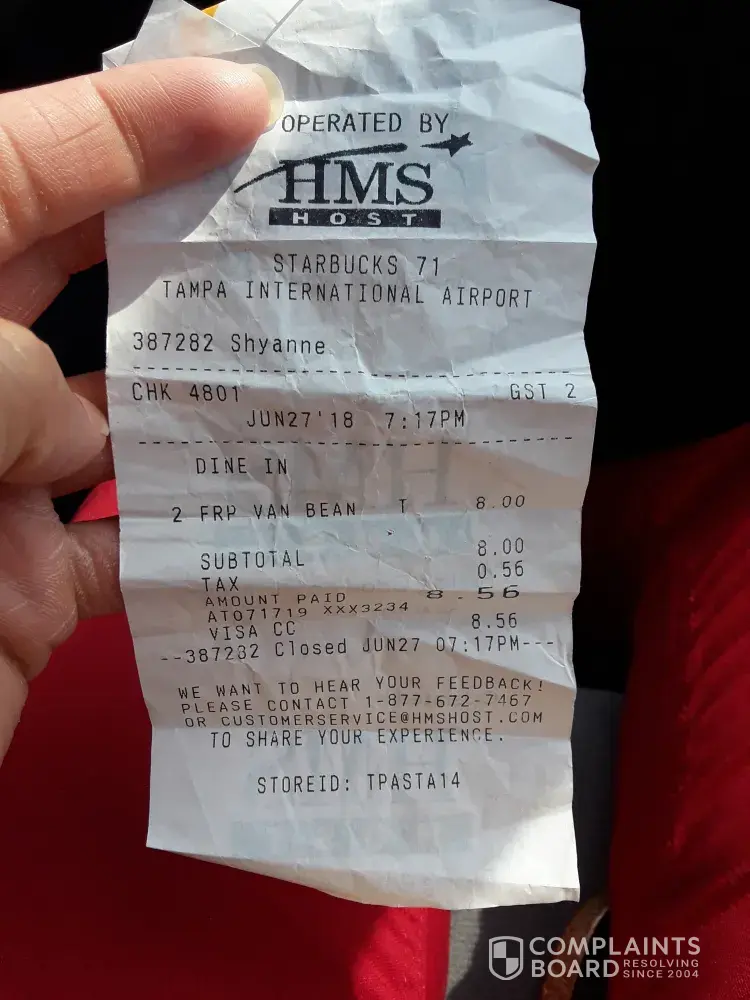 OPERATED BY
HMS
HOST
STARBUCKS 71
TAMPA INTERNATIONAL AIRPORT
387282 Shyanne
CHK 4801 GST 2
JUN27'18 7:17PM
DINE IN
2 FRP VAN BEAN T 8.00
SUBTOTAL 8.00
TAX 0.56
AMOUNT PAID 8.56
AT071719 XXX3234
VISA CC 8.56
--387282 Closed JUN27 07:17PM---
WE WANT TO HEAR YOUR FEEDBACK!
PLEASE CONTACT 1-877-672-7467
OR CUSTOMERSERVICE@HMSHOST.COM
TO SHARE YOUR EXPERIENCE.
STOREID: TPASTA14
COMPLAINTS
BOARD RESOLVING
SINCE 2004